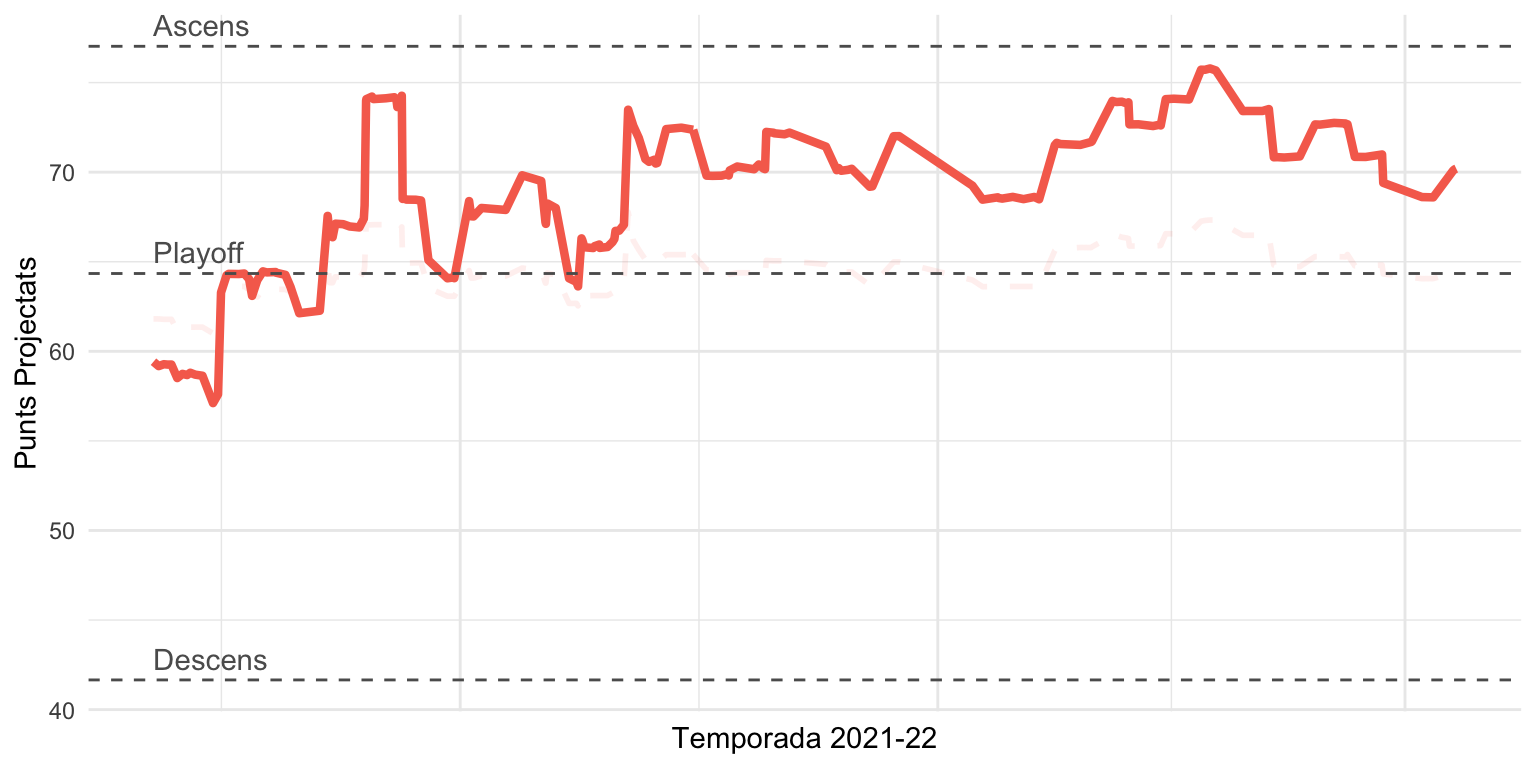 Ascens
70
Playoff
60
50
Descens
40
Punts Projectats
Temporada 2021-22